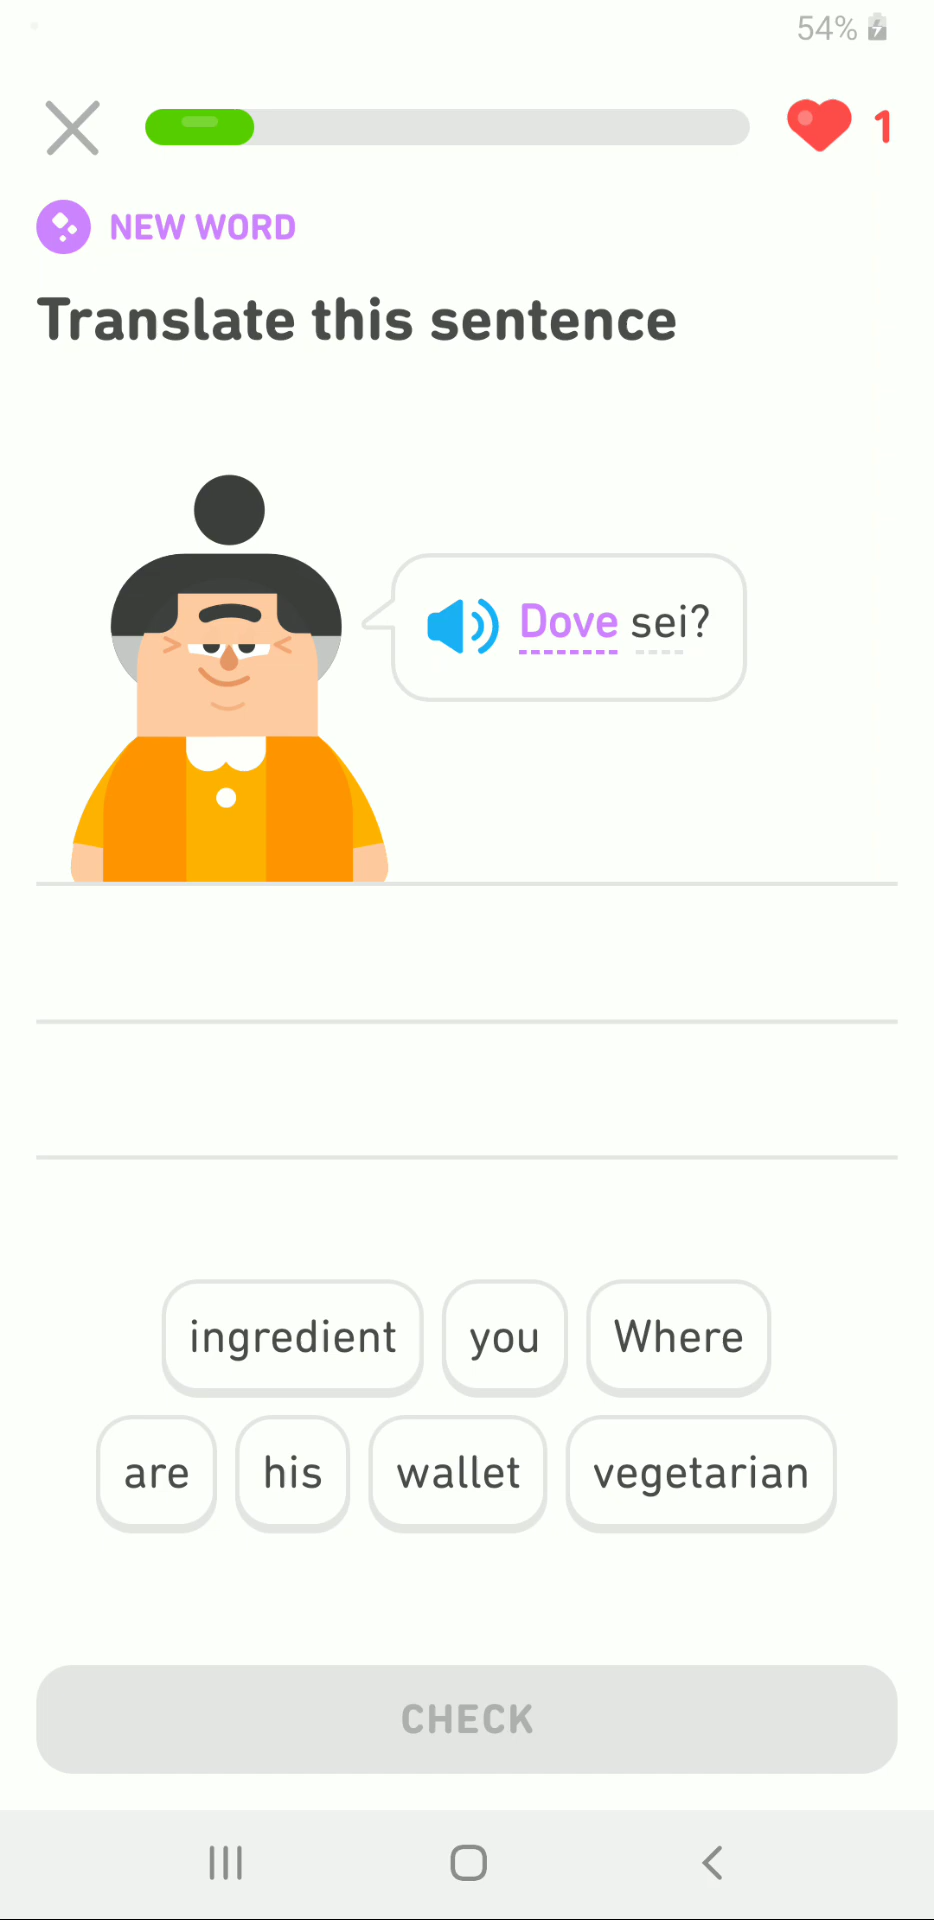 54%
1
NEW WORD
Translate this sentence
Dove sei?
ingredient you Where
are his wallet vegetarian
CHECK